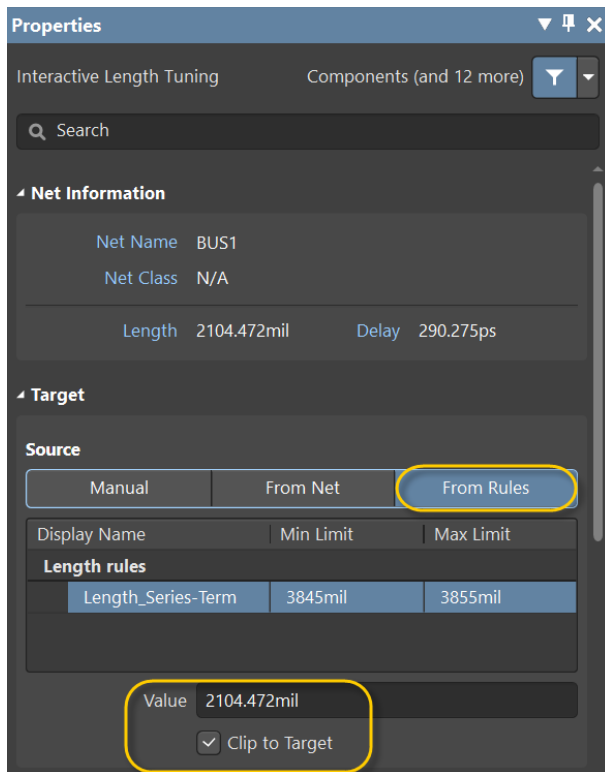 Properties
Interactive Length Tuning Components (and 12 more)
Search
Net Information
Net Name BUS1
Net Class N/A
Length 2104.472mil Delay 290.275ps
Target
Source
Manual From Net From Rules
Display Name Min Limit Max Limit
Length rules
Length_Series-Term 3845mil 3855mil
Value 2104.472mil
Clip to Target